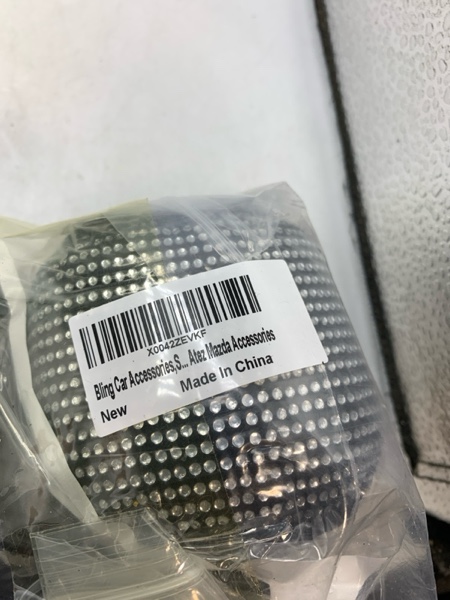 X0042ZEVKF
Bling Car Accessories,S... Atez Mazda Accessories
New
Made In China